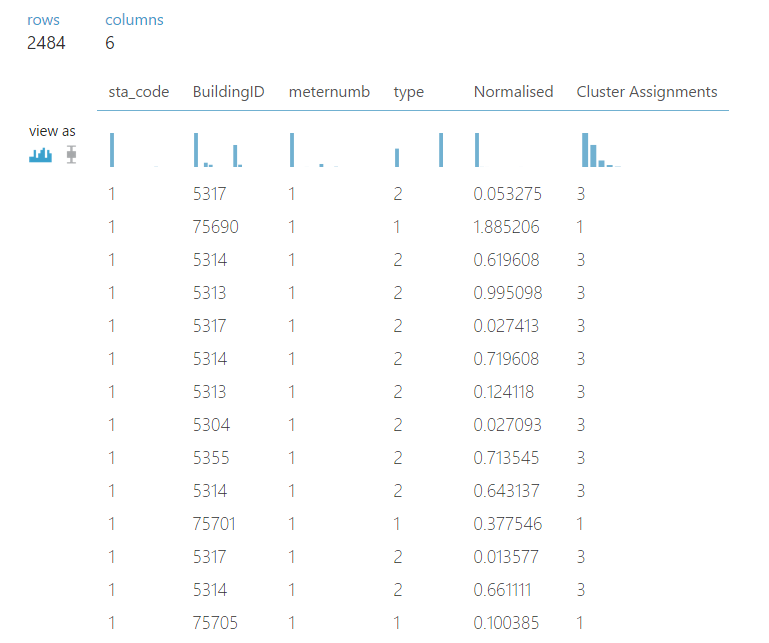 rows columns
2484 6
sta_code BuildingID meternumb type Normalised Cluster Assignments
view as
1 5317 1 2 0.053275 3
1 75690 1 1 1.885206 1
1 5314 1 2 0.619608 3
1 5313 1 2 0.995098 3
1 5317 1 2 0.027413 3
1 5314 1 2 0.719608 3
1 5313 1 2 0.124118 3
1 5304 1 2 0.027093 3
1 5355 1 2 0.713545 3
1 5314 1 2 0.643137 3
1 75701 1 1 0.377546 1
1 5317 1 2 0.013577 3
1 5314 1 2 0.661111 3
1 75705 1 1 0.100385 1